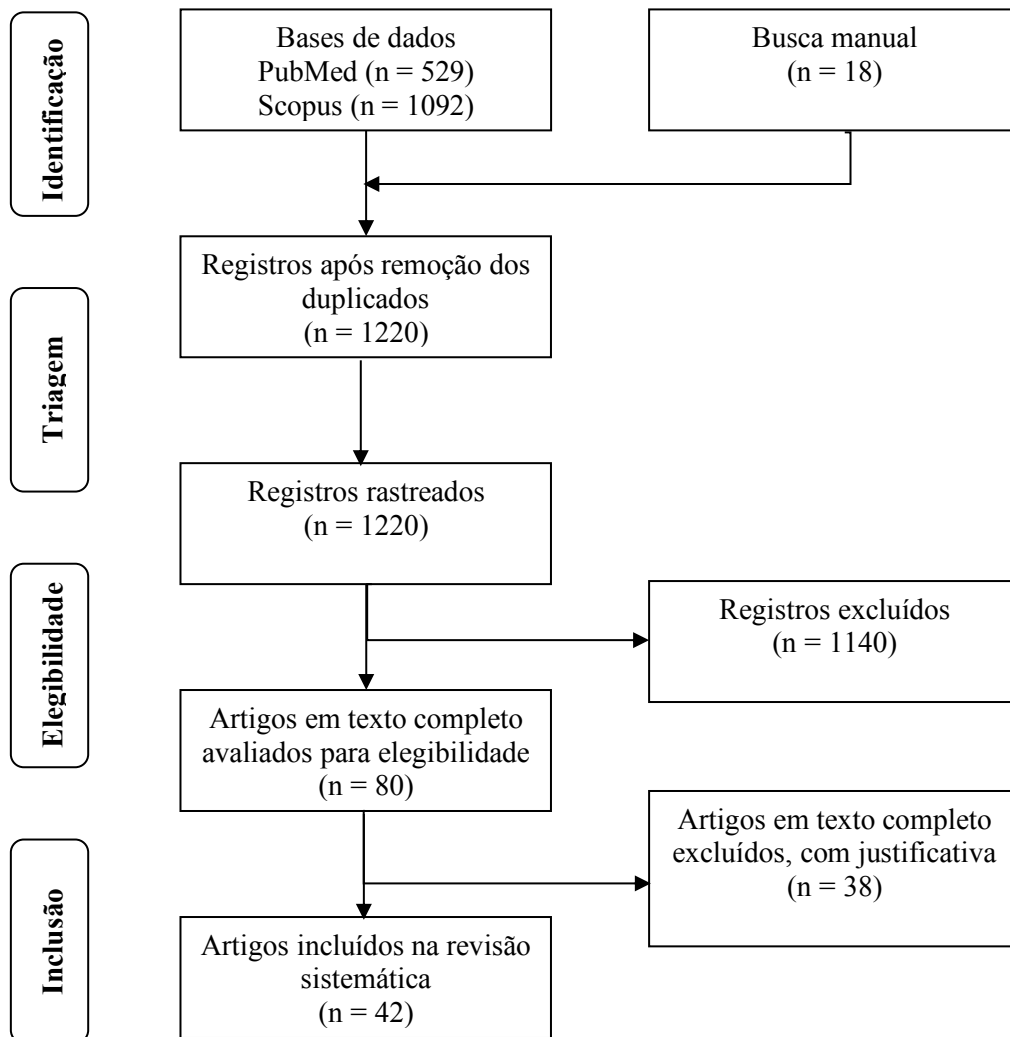 Identificação
Bases de dados
PubMed (n = 529)
Scopus (n = 1092)
Busca manual
(n = 18)
Triagem
Registros após remoção dos
duplicados
(n = 1220)
Registros rastreados
(n = 1220)
Elegibilidade
Registros excluídos
(n = 1140)
Artigos em texto completo
avaliados para elegibilidade
(n = 80)
Artigos em texto completo
excluídos, com justificativa
(n = 38)
Inclusão
Artigos incluídos na revisão
sistemática
(n = 42)